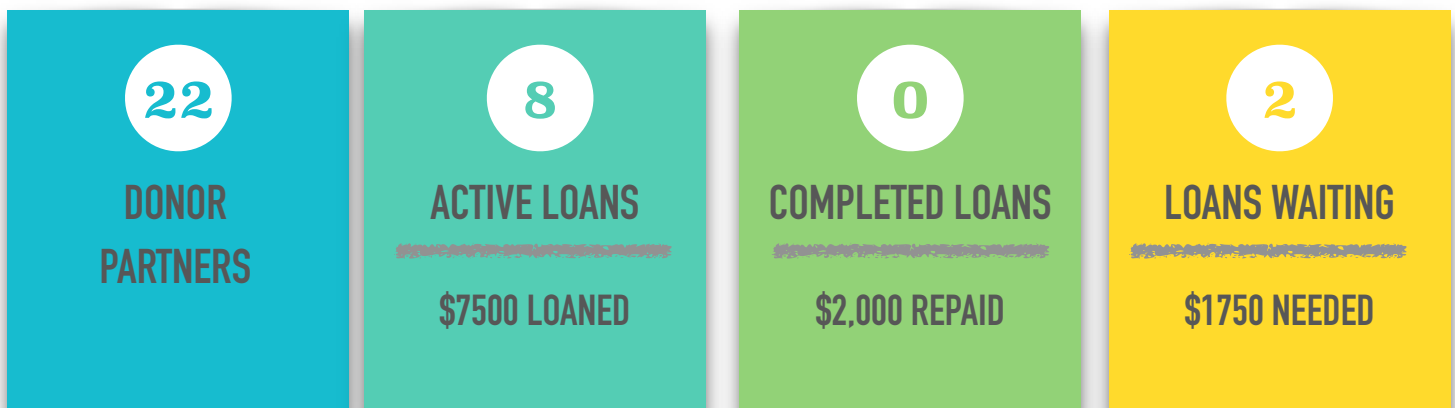 22
DONOR
PARTNERS
8
ACTIVE LOANS
$7500 LOANED
0
COMPLETED LOANS
$2,000 REPAID
2
LOANS WAITING
$1750 NEEDED